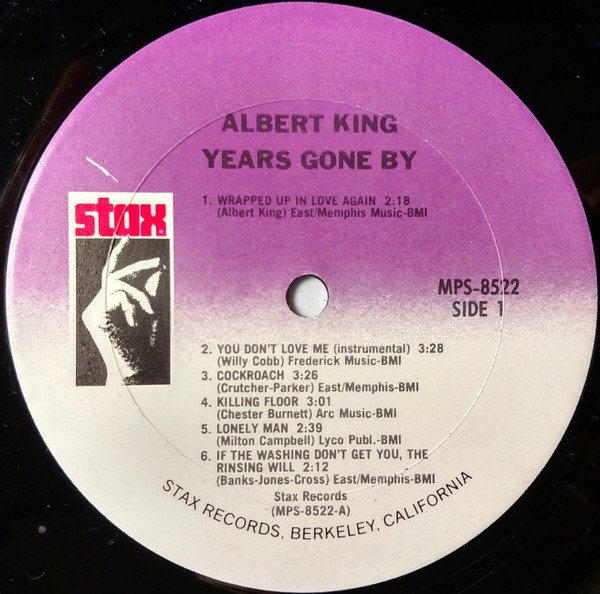 ALBERT KING
YEARS GONE BY
1. WRAPPED UP IN LOVE AGAIN 2:18
(Albert King) East/Memphis Music-BMI
stax
MPS-8522
SIDE 1
2. YOU DON'T LOVE ME (instrumental) 3:28
(Willy Cobb) Frederick Music-BMI
3. COCKROACH 3:26
(Crutcher-Parker) East/Memphis-BMI
4. KILLING FLOOR 3:01
(Chester Burnett) Arc Music-BMI
5. LONELY MAN 2:39
(Milton Campbell) Lyco Publ.-BMI
6. IF THE WASHING DON'T GET YOU, THE
RINSING WILL 2:12
(Banks-Jones-Cross) East/Memphis-BMI
Stax Records
(MPS-8522-A)
STAX RECORDS, BERKELEY, CALIFORNIA